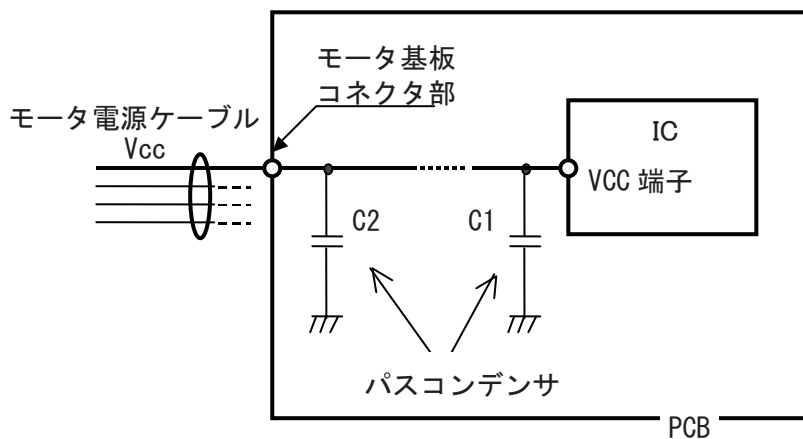 モータ基板
コネクタ部
モータ電源ケーブル
Vcc
IC
VCC 端子
C2
C1
パスコンデンサ
PCB